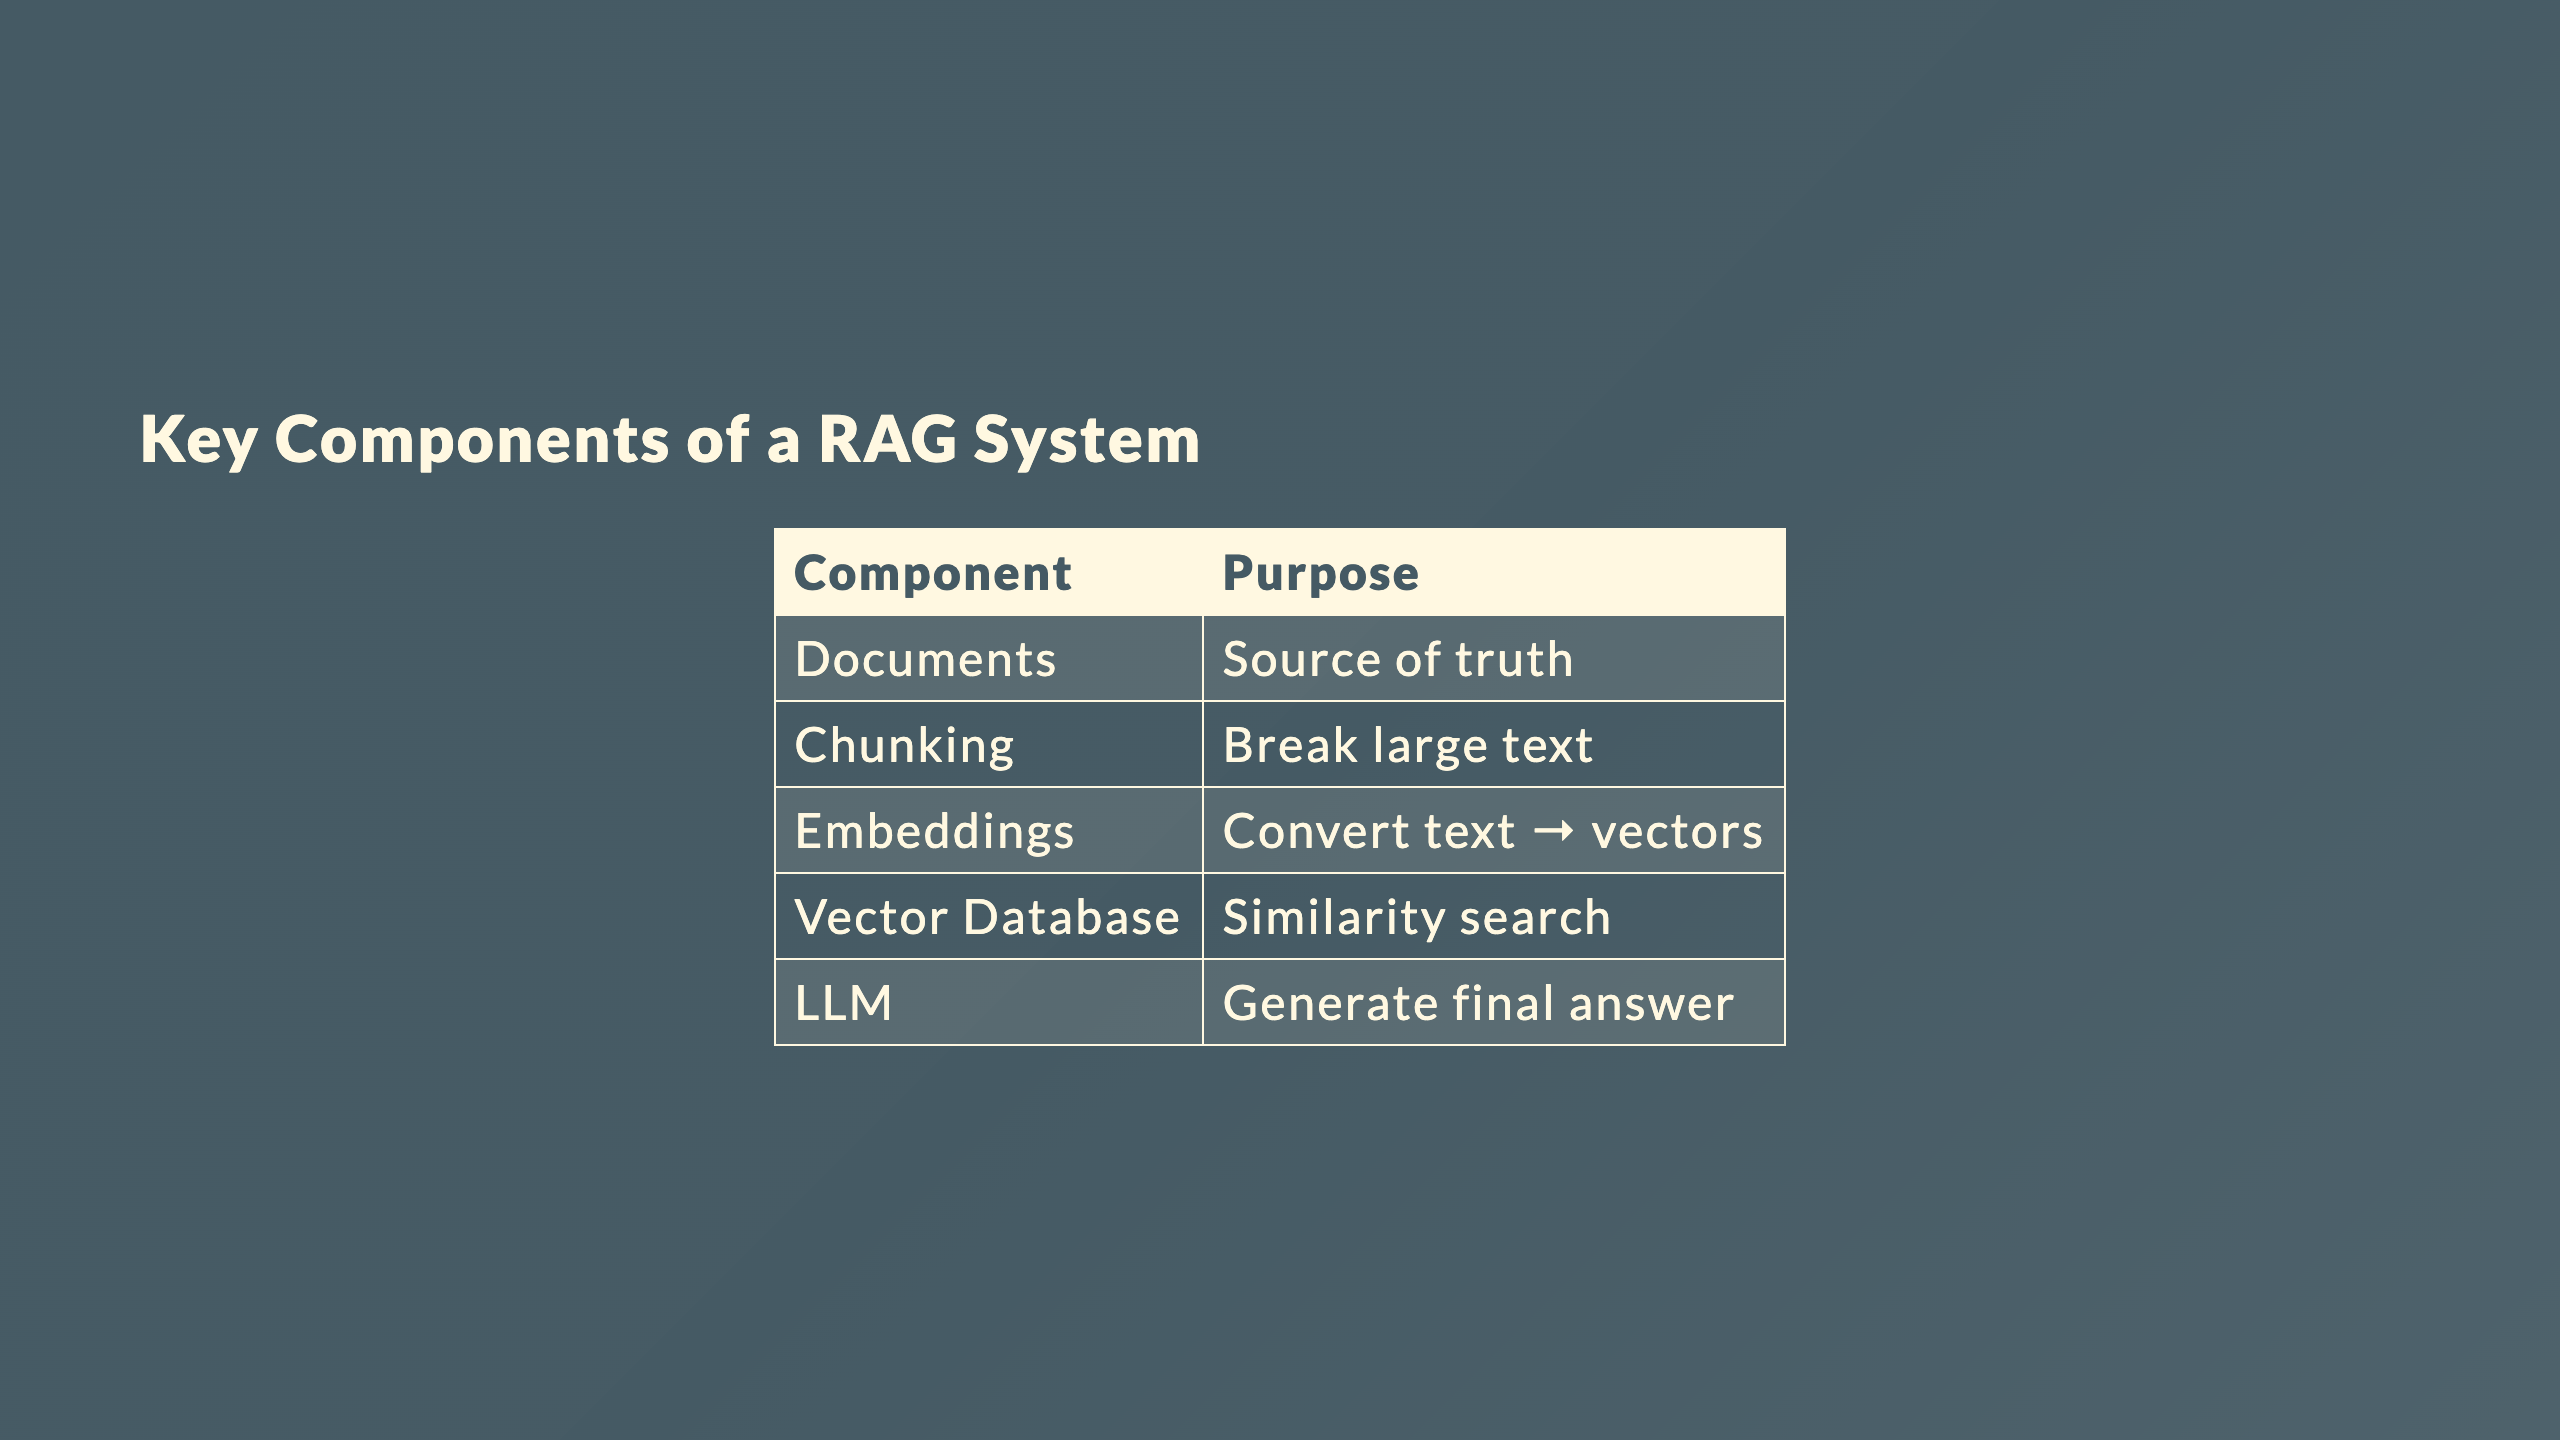 Key Components of a RAG System
Component Purpose
Documents Source of truth
Chunking Break large text
Embeddings Convert text → vectors
Vector Database Similarity search
LLM Generate final answer